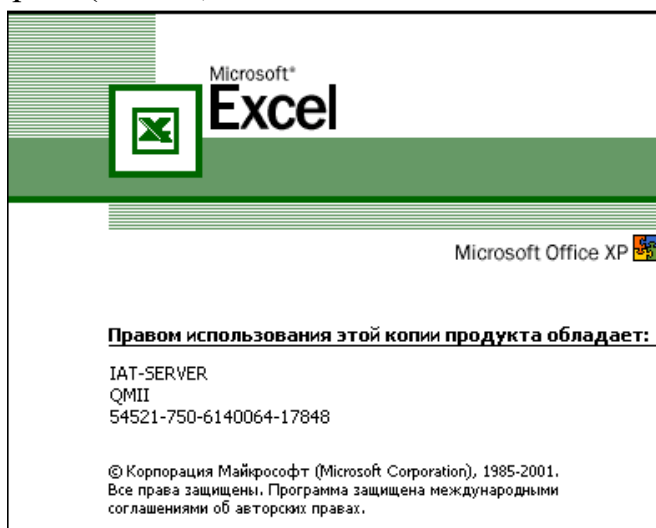 Microsoft®
Excel
Microsoft Office XP
Правом использования этой копии продукта обладает:
IAT-SERVER
QMII
54521-750-6140064-17848
© Корпорация Майкрософт (Microsoft Corporation), 1985-2001.
Все права защищены. Программа защищена международными
соглашениями об авторских правах.